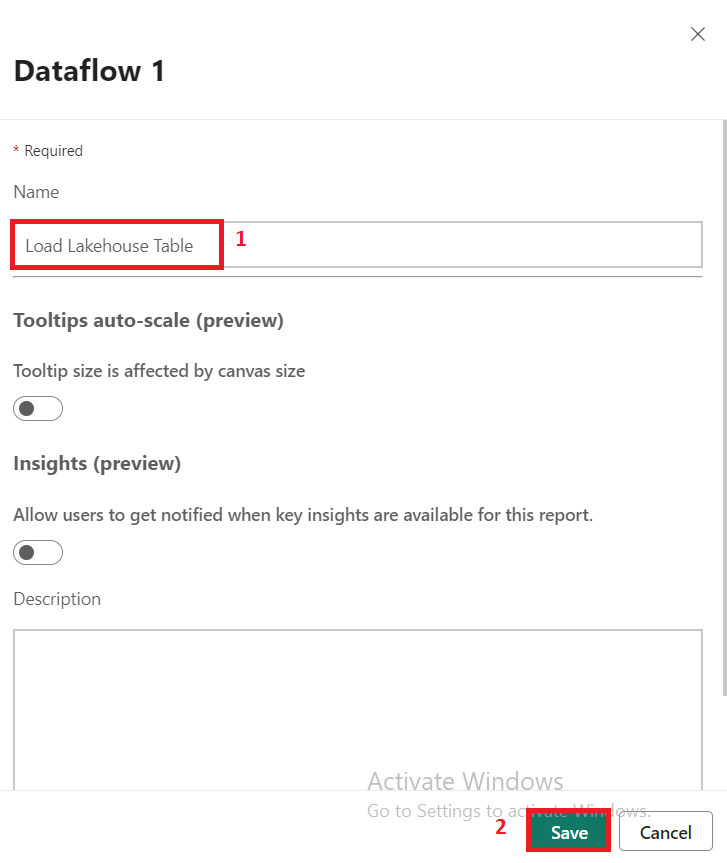 Dataflow 1
* Required
Name
Load Lakehouse Table 1
Tooltips auto-scale (preview)
Tooltip size is affected by canvas size
Insights (preview)
Allow users to get notified when key insights are available for this report.
Description
Activate Windows
Go to Settings to activate Windows.
2 Save Cancel